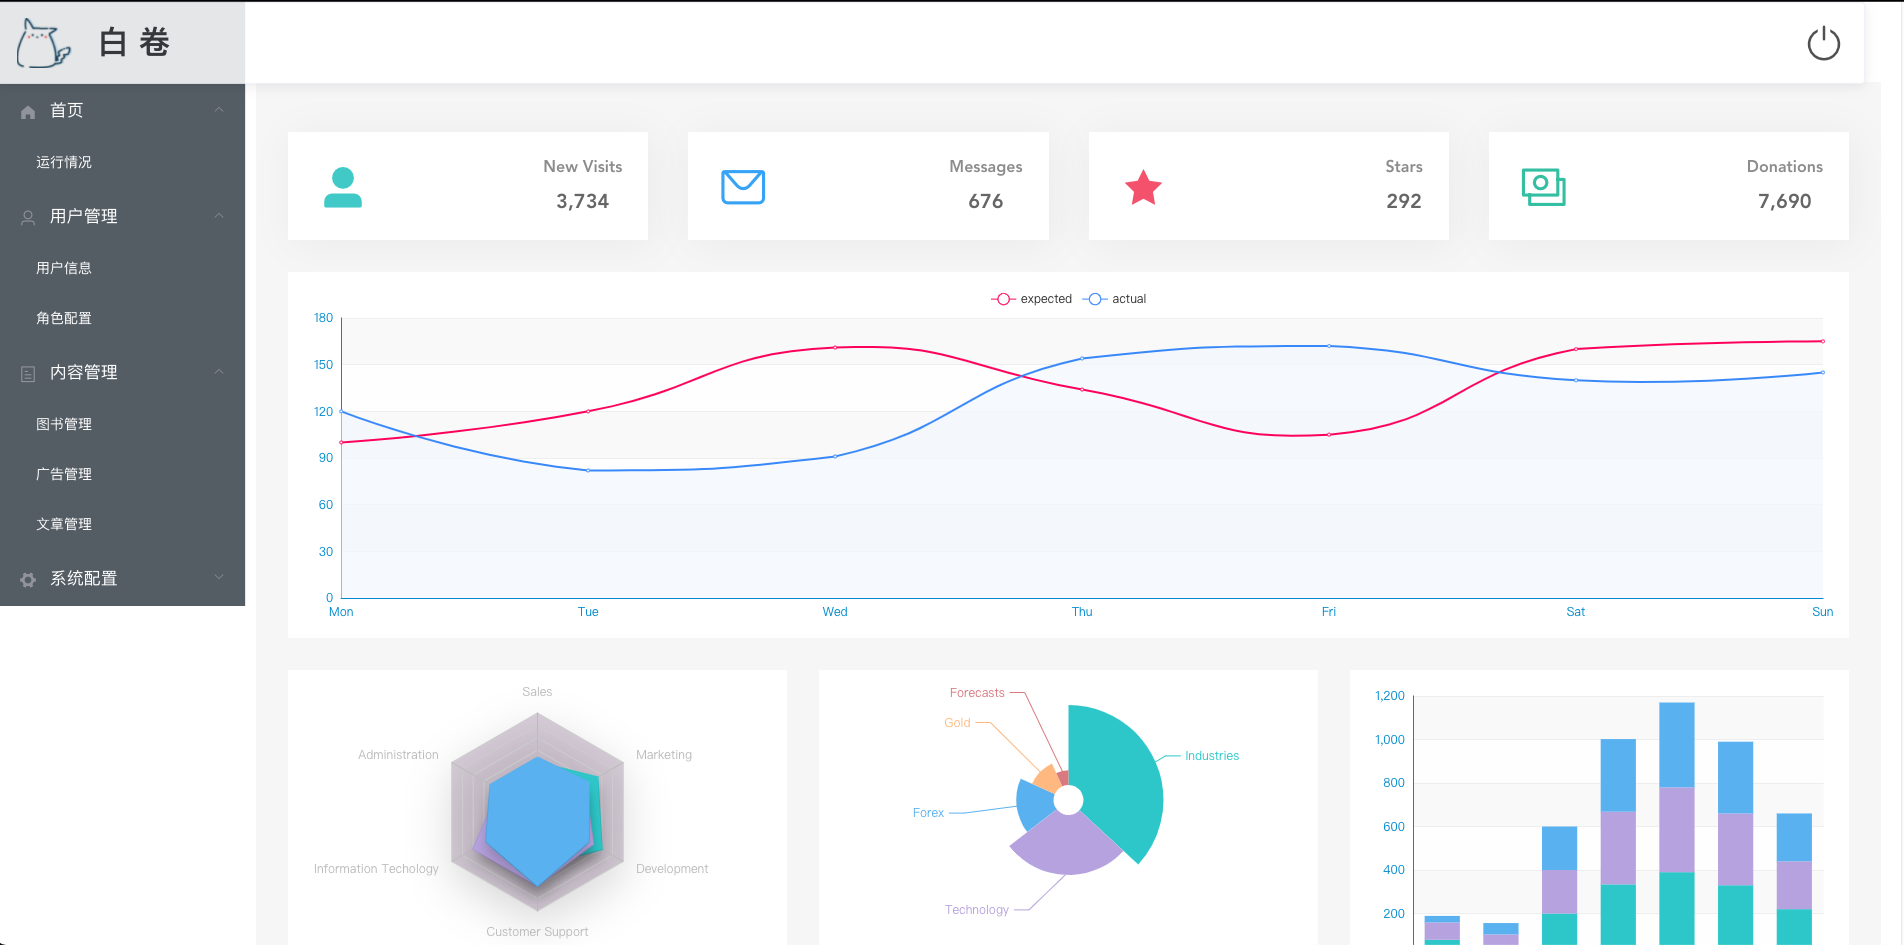 白 卷
首页
运行情况
用户管理
用户信息
角色配置
内容管理
图书管理
广告管理
文章管理
系统配置
New Visits
3,734
Messages
676
Stars
292
Donations
7,690
expected
actual
180
150
120
90
60
30
0
Mon
Tue
Wed
Thu
Fri
Sat
Sun
Sales
Administration
Marketing
Information Techology
Development
Customer Support
Forecasts
Gold
Industries
Forex
Technology
1,200
1,000
800
600
400
200